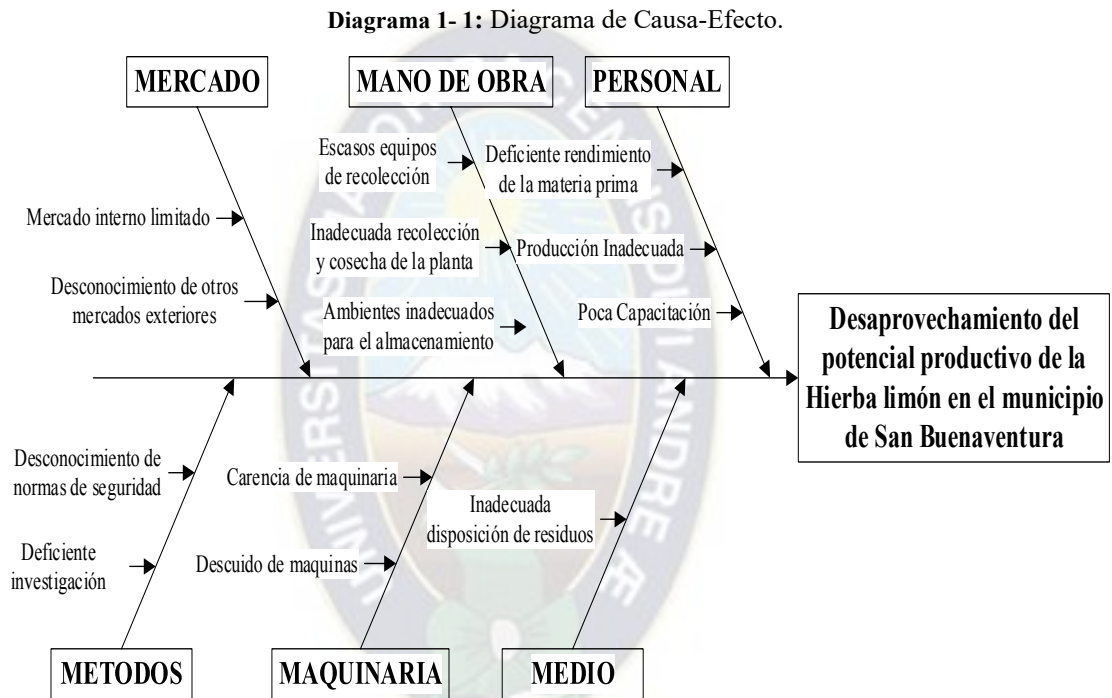 Diagrama 1- 1: Diagrama de Causa-Efecto.
MERCADO
MANO DE OBRA
PERSONAL
Escasos equipos
de recolección
Deficiente rendimiento
de la materia prima
Mercado interno limitado
Inadecuada recolección
y cosecha de la planta
Producción Inadecuada
Desconocimiento de otros
mercados exteriores
Ambientes inadecuados
para el almacenamiento
Poca Capacitación
Desaprovechamiento del
potencial productivo de la
Hierba limón en el municipio
de San Buenaventura
Desconocimiento de
normas de seguridad
Carencia de maquinaria
Inadecuada
disposición de residuos
Deficiente
investigación
Descuido de maquinas
METODOS
MAQUINARIA
MEDIO